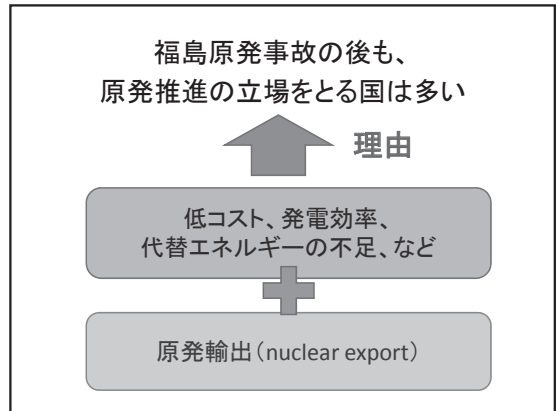 福島原発事故の後も、
原発推進の立場をとる国は多い
理由
低コスト、発電効率、
代替エネルギーの不足、など
原発輸出（nuclear export）